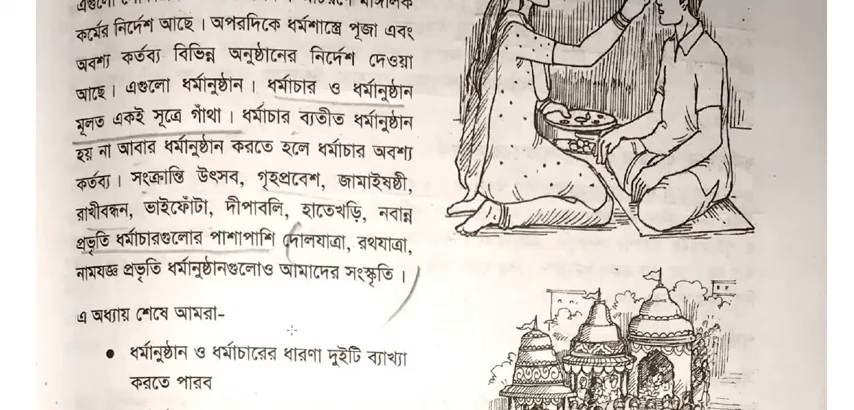 কর্মের নির্দেশ আছে। অপরদিকে ধর্মশাস্ত্রে পূজা এবং
অবশ্য কর্তব্য বিভিন্ন অনুষ্ঠানের নির্দেশ দেওয়া
আছে। এগুলো ধর্মানুষ্ঠান। ধর্মাচার ও ধর্মানুষ্ঠান
মূলত একই সূত্রে গাঁথা। ধর্মাচার ব্যতীত ধর্মানুষ্ঠান
হয় না আবার ধর্মানুষ্ঠান করতে হলে ধর্মাচার অবশ্য
কর্তব্য। সংক্রান্তি উৎসব, গৃহপ্রবেশ, জামাইষষ্ঠী,
রাখীবন্ধন, ভাইফোঁটা, দীপাবলি, হাতেখড়ি, নবান্ন
প্রভৃতি ধর্মাচারগুলোর পাশাপাশি দোলযাত্রা, রথযাত্রা,
নামযজ্ঞ প্রভৃতি ধর্মানুষ্ঠানগুলোও আমাদের সংস্কৃতি।
এ অধ্যায় শেষে আমরা-
• ধর্মানুষ্ঠান ও ধর্মাচারের ধারণা দুইটি ব্যাখ্যা
করতে পারব